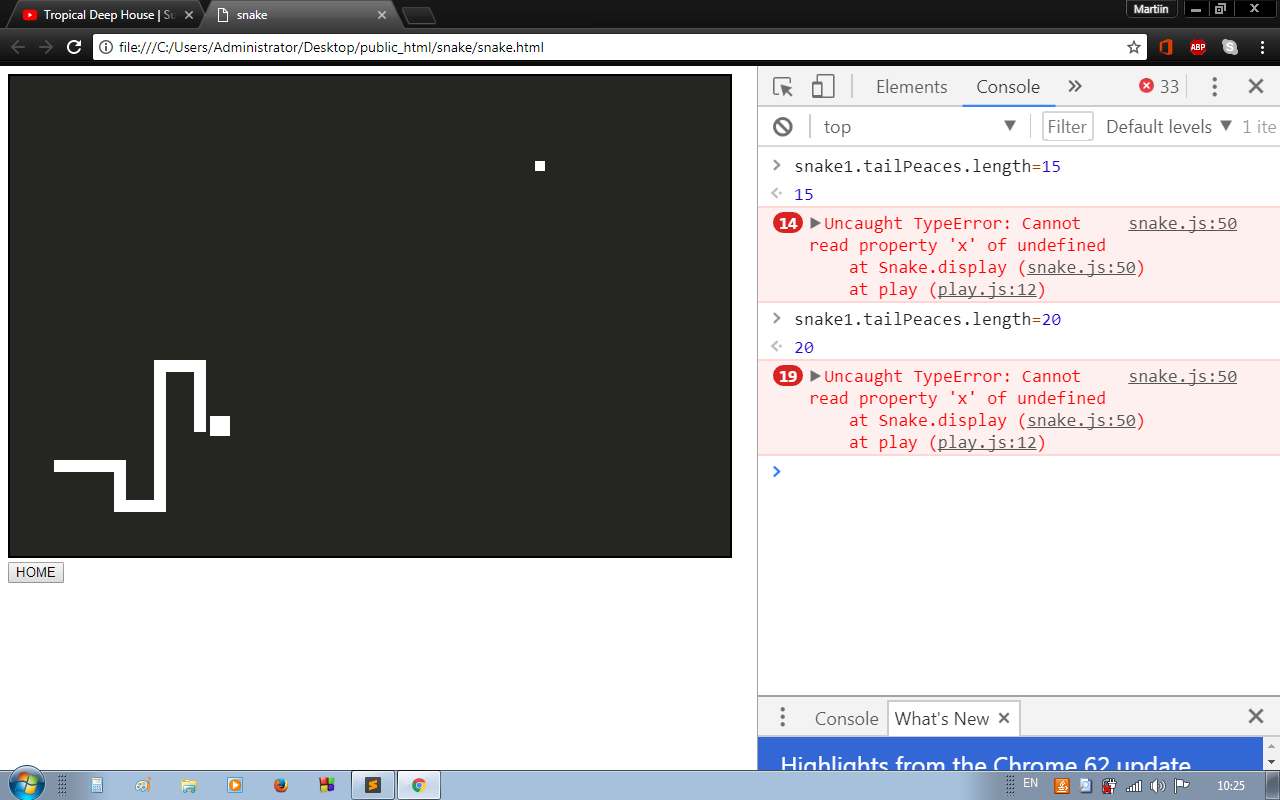 Tropical Deep House | Su
snake
Martiin
file:///C:/Users/Administrator/Desktop/public_html/snake/snake.html
ABP
HOME
Elements
Console
33
top
Filter
Default levels
1 ite
snake1.tailPeaces.length=15
15
14 Uncaught TypeError: Cannot snake.js:50
read property 'x' of undefined
at Snake.display (snake.js:50)
at play (play.js:12)
snake1.tailPeaces.length=20
20
19 Uncaught TypeError: Cannot snake.js:50
read property 'x' of undefined
at Snake.display (snake.js:50)
at play (play.js:12)
Console
What's New
Highlights from the Chrome 62 update
EN
10:25